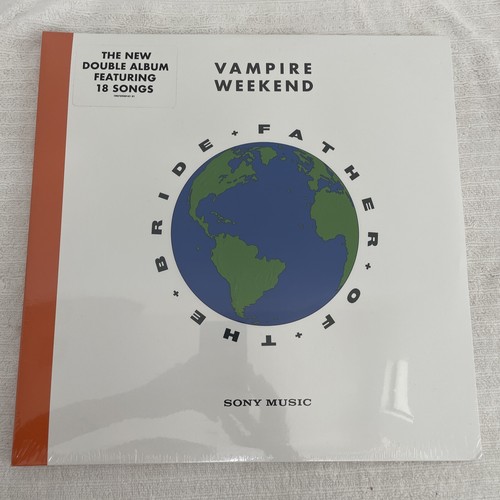 THE NEW
DOUBLE ALBUM
FEATURING
18 SONGS
VAMPIRE
WEEKEND
FATHER + OF + THE + BRIDE +
SONY MUSIC